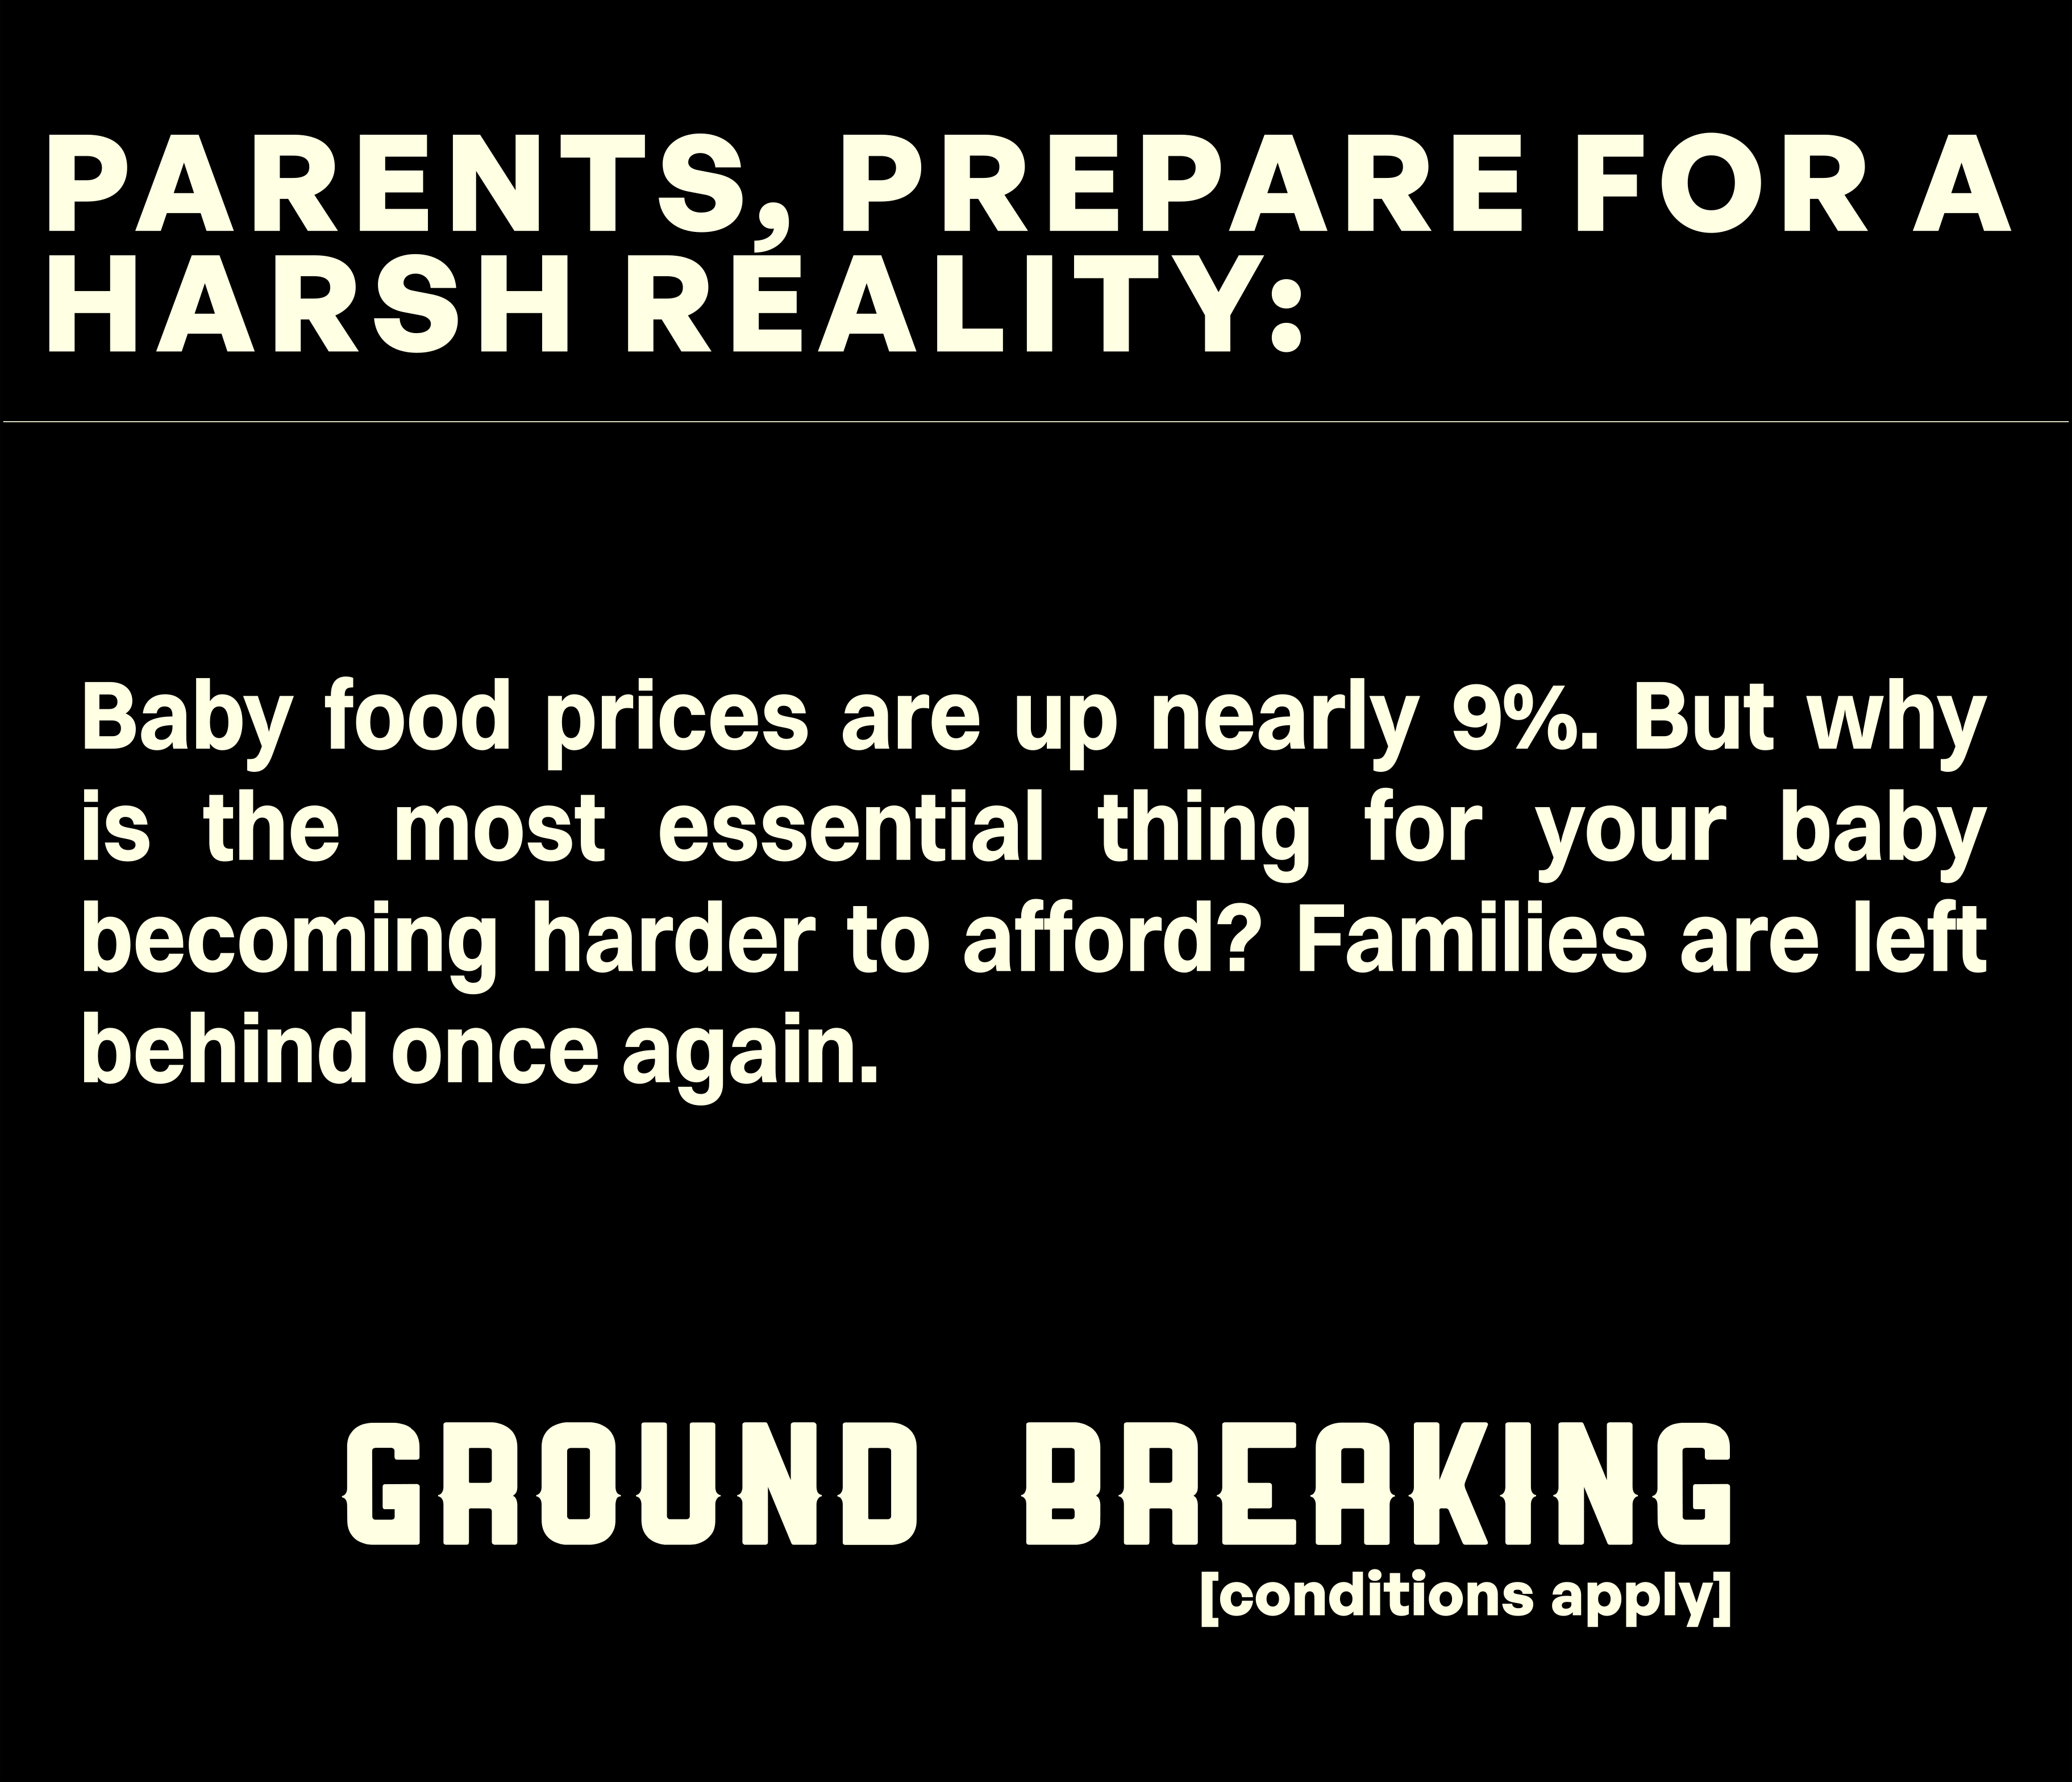 PARENTS, PREPARE FOR A
HARSH REALITY:
Baby food prices are up nearly 9%. But why
is the most essential thing for your baby
becoming harder to afford? Families are left
behind once again.
GROUND BREAKING
[conditions apply]